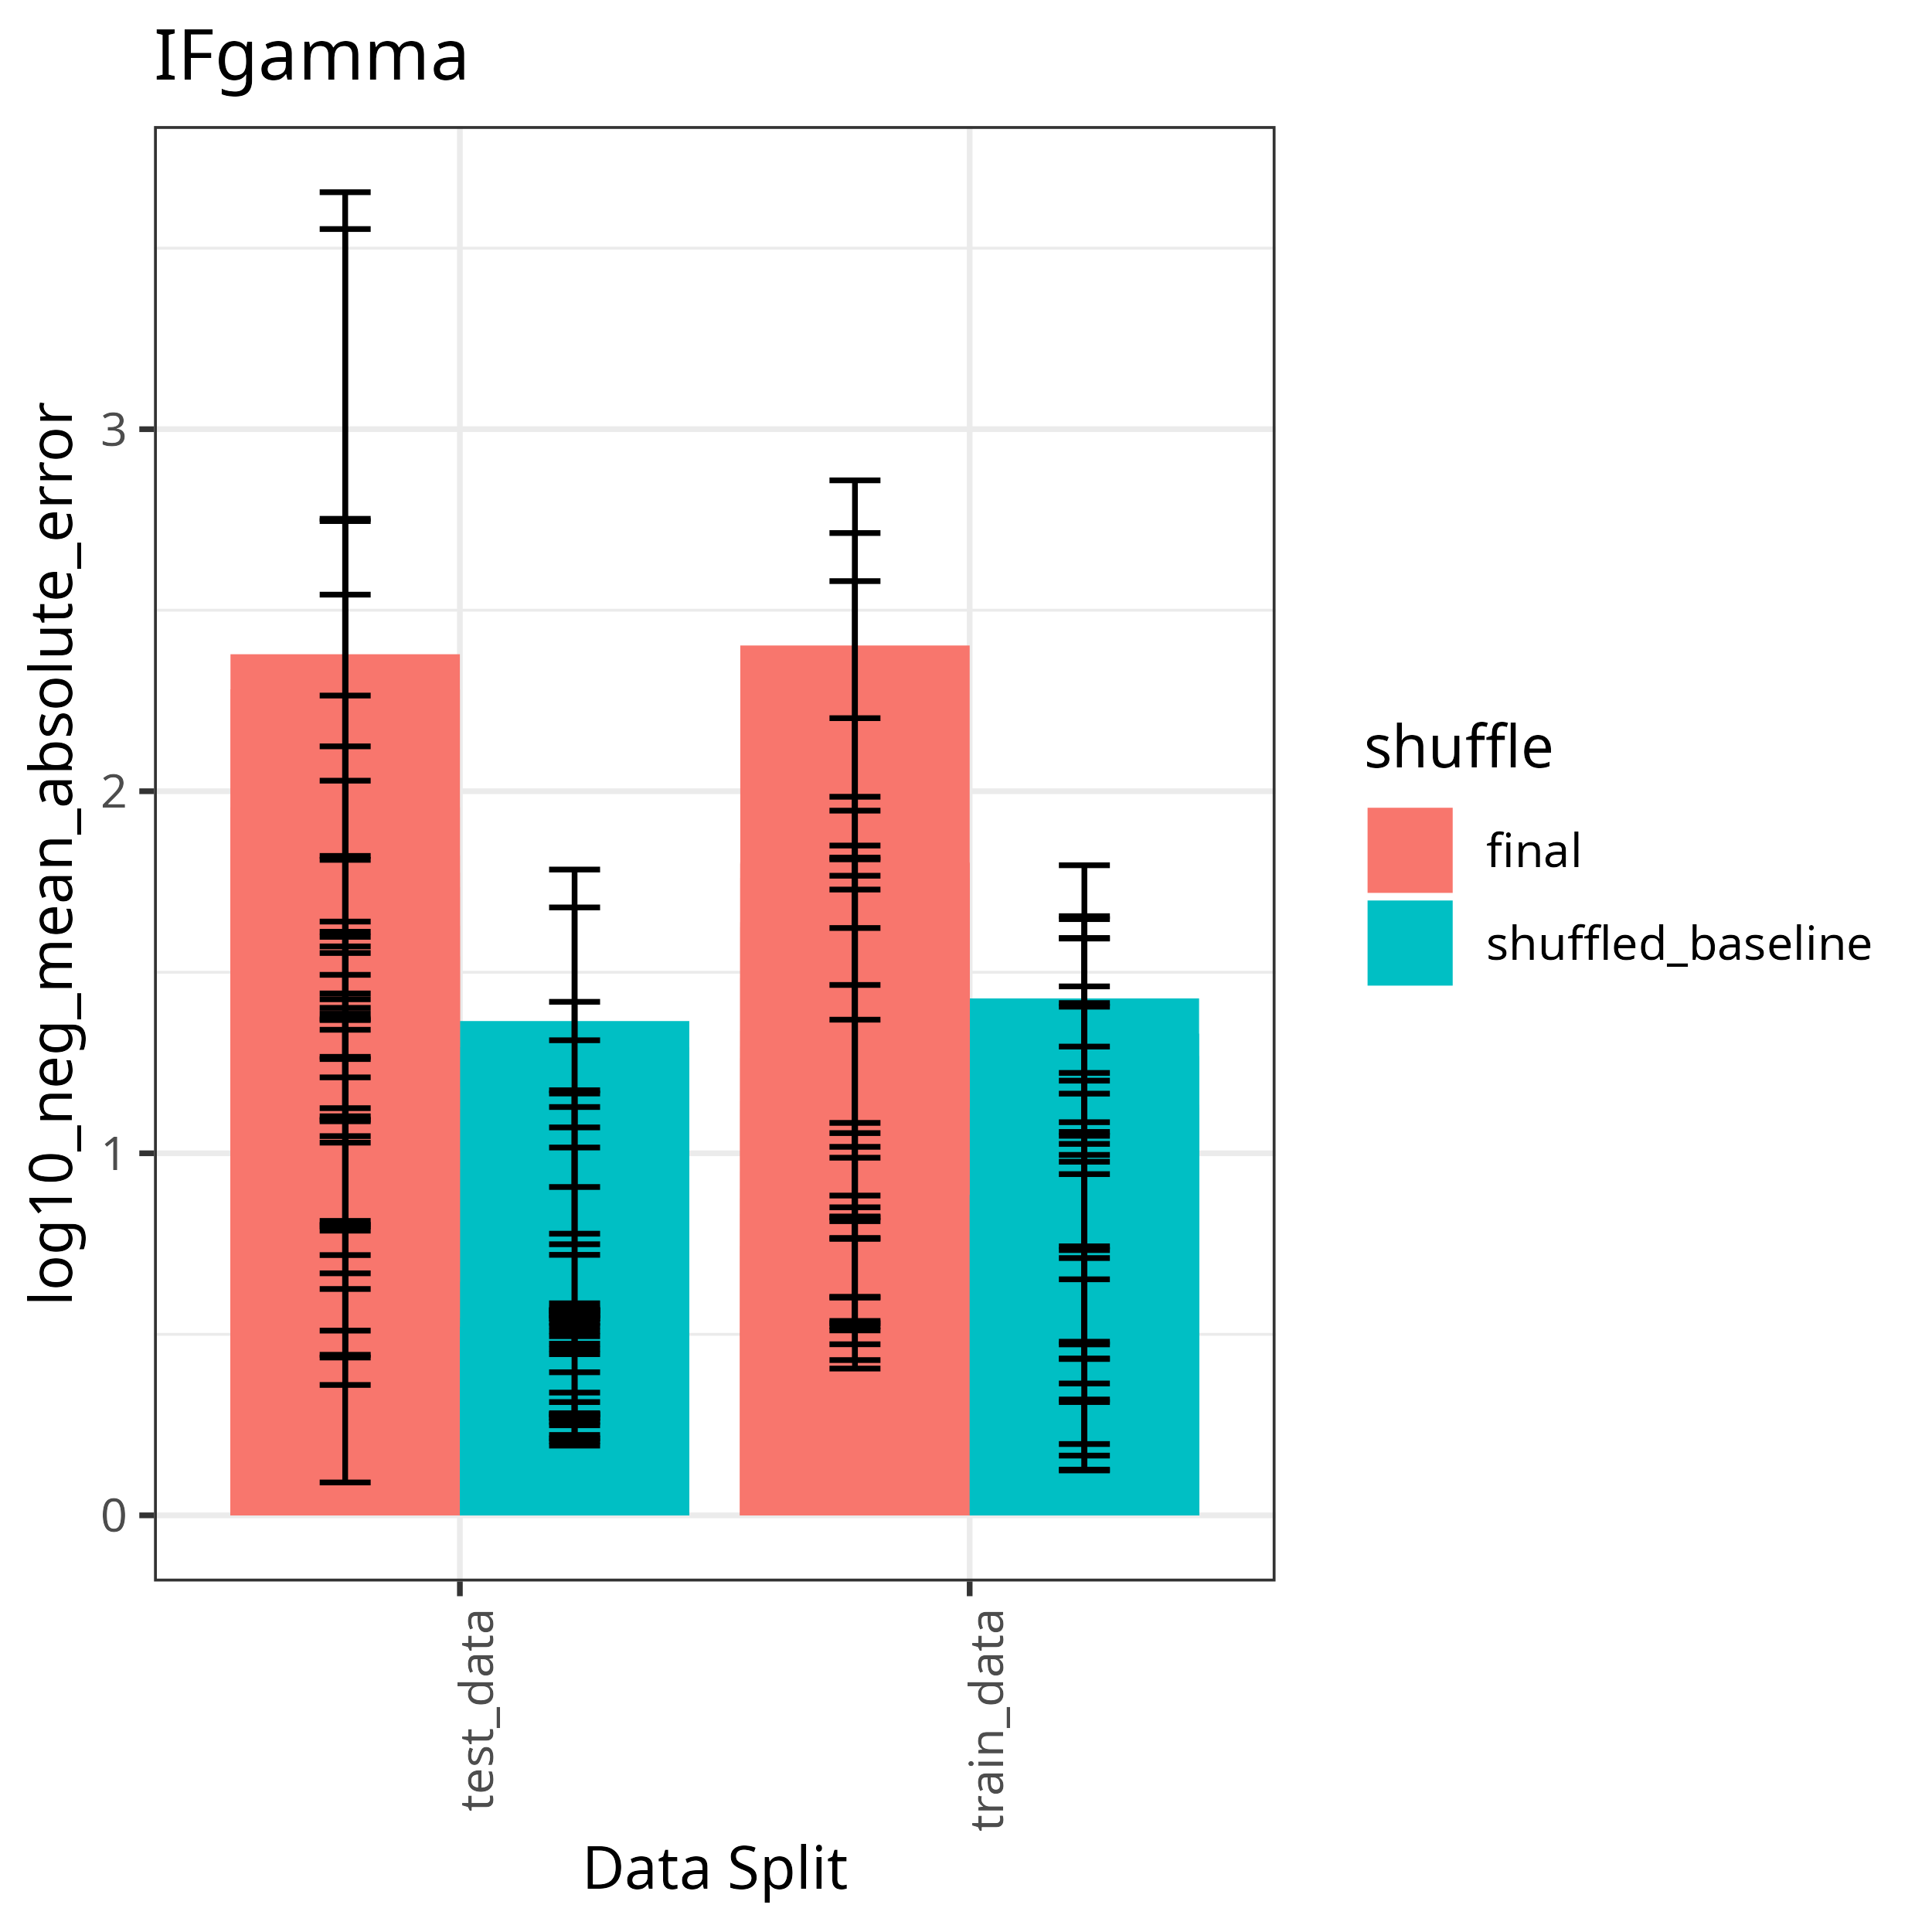 IFgamma
log10_neg_mean_absolute_error
3
2
1
0
test_data
train_data
Data Split
shuffle
final
shuffled_baseline